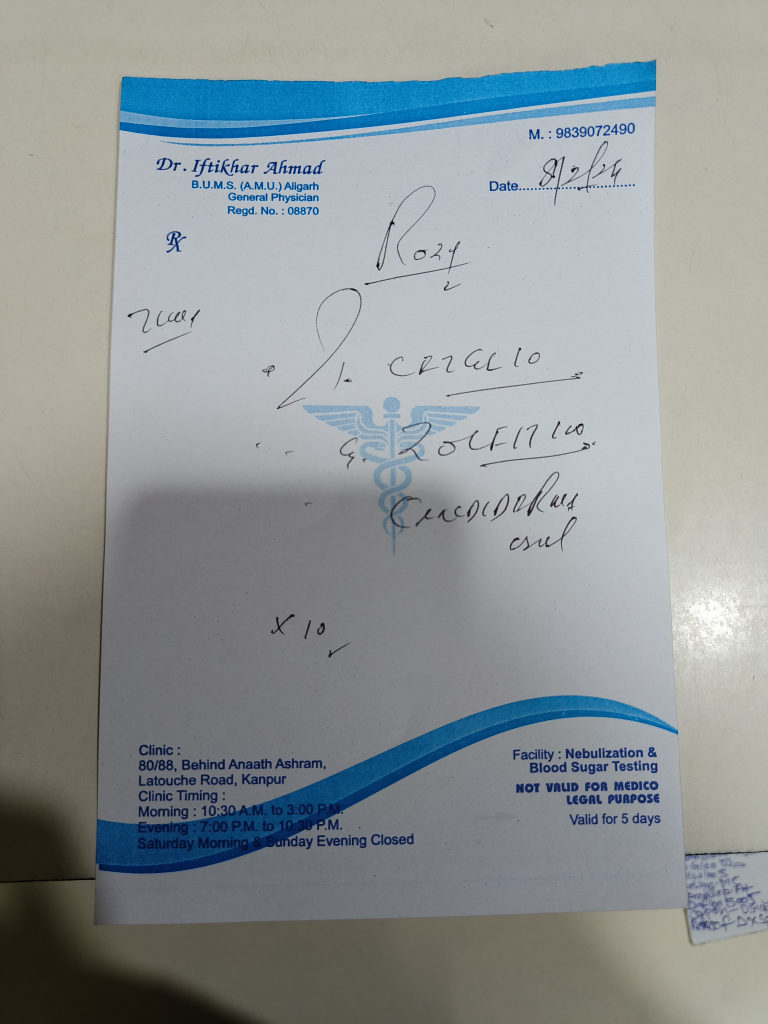 M. : 9839072490
Dr. Iftikhar Ahmad
B.U.M.S. (A.M.U.) Aligarh
General Physician
Regd. No. : 08870
Date 8/2/24
Rx
Rozy
10
100
X 10
Clinic :
80/88, Behind Anaath Ashram,
Latouche Road, Kanpur
Clinic Timing :
Morning : 10:30 A.M. to 3:00 P.M.
Evening : 7:00 P.M. to 10:30 P.M.
Saturday Morning & Sunday Evening Closed
Facility : Nebulization &
Blood Sugar Testing
NOT VALID FOR MEDICO
LEGAL PURPOSE
Valid for 5 days